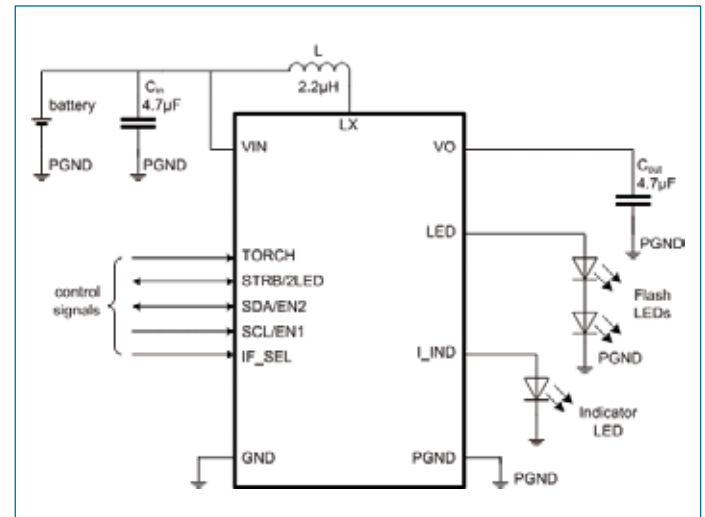 L
2.2µH
Cin
4.7µF
battery
PGND
PGND
LX
VIN
VO
Cout
4.7µF
PGND
LED
Flash
LEDs
PGND
control
signals
TORCH
STRB/2LED
SDA/EN2
SCL/EN1
IF_SEL
I_IND
Indicator
LED
GND
PGND
PGND